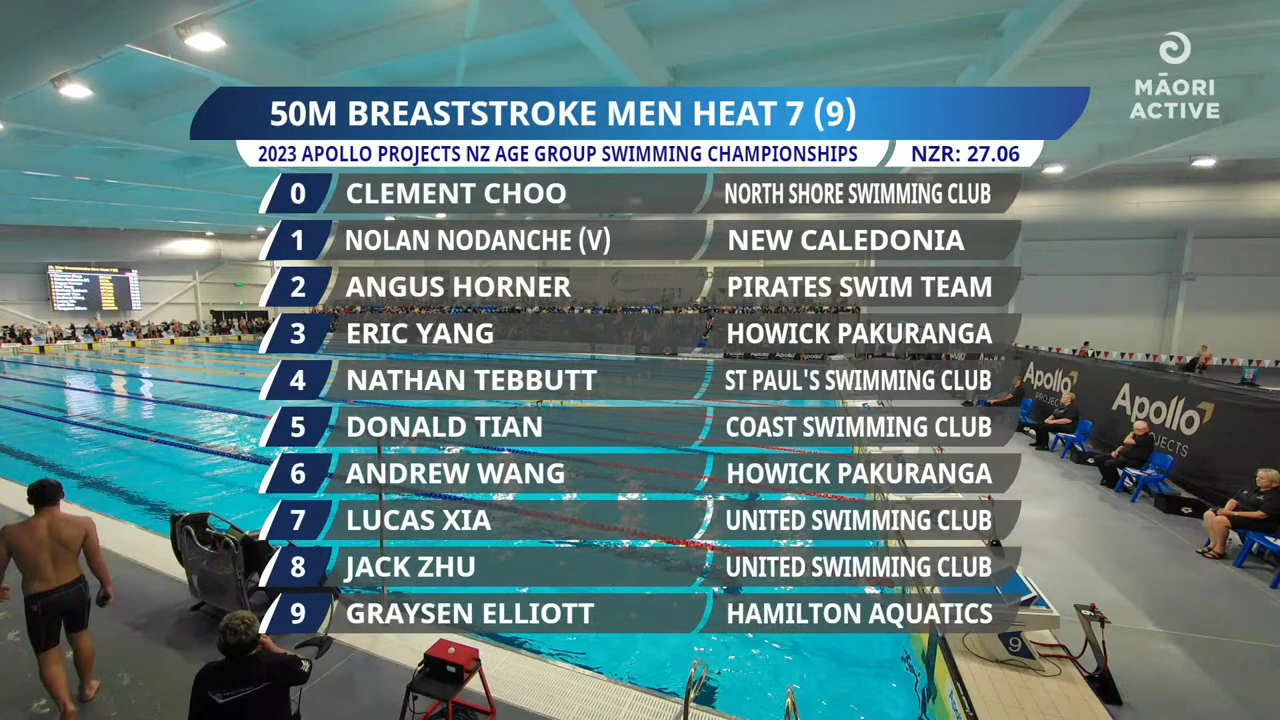 MĀORI
ACTIVE
50M BREASTSTROKE MEN HEAT 7 (9)
2023 APOLLO PROJECTS NZ AGE GROUP SWIMMING CHAMPIONSHIPS NZR: 27.06
0 CLEMENT CHOO NORTH SHORE SWIMMING CLUB
1 NOLAN NODANCHE (V) NEW CALEDONIA
2 ANGUS HORNER PIRATES SWIM TEAM
3 ERIC YANG HOWICK PAKURANGA
4 NATHAN TEBBUTT ST PAUL'S SWIMMING CLUB
5 DONALD TIAN COAST SWIMMING CLUB
6 ANDREW WANG HOWICK PAKURANGA
7 LUCAS XIA UNITED SWIMMING CLUB
8 JACK ZHU UNITED SWIMMING CLUB
9 GRAYSEN ELLIOTT HAMILTON AQUATICS
Apollo
Apollo
9